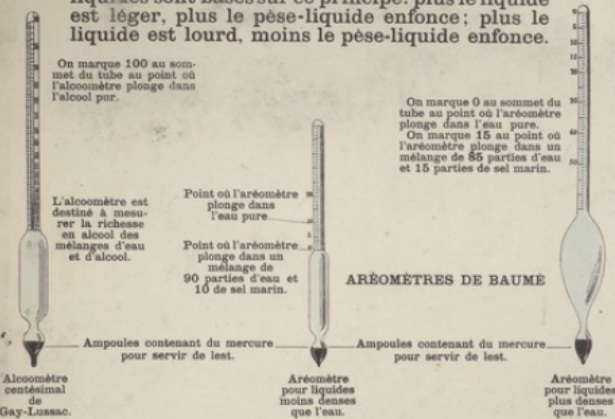 est léger, plus le pèse-liquide enfonce; plus le
liquide est lourd, moins le pèse-liquide enfonce.
On marque 100 au som-
met du tube au point où
l'alcoomètre plonge dans
l'alcool pur.
On marque 0 au sommet du
tube au point où l'aréomètre
plonge dans l'eau pure.
On marque 15 au point où
l'aréomètre plonge dans un
mélange de 85 parties d'eau
et 15 parties de sel marin.
L'alcoomètre est
destiné à mesu-
rer la richesse
en alcool des
mélanges d'eau
et d'alcool.
Point où l'aréomètre
plonge dans
l'eau pure
Point où l'aréomètre
plonge dans un
mélange de
90 parties d'eau et
10 de sel marin.
ARÉOMÈTRES DE BAUMÉ
Ampoules contenant du mercure
pour servir de lest.
Ampoules contenant du mercure
pour servir de lest.
Alcoomètre
centésimal
de
Gay-Lussac.
Aréomètre
pour liquides
moins denses
que l'eau.
Aréomètre
pour liquides
plus denses
que l'eau.